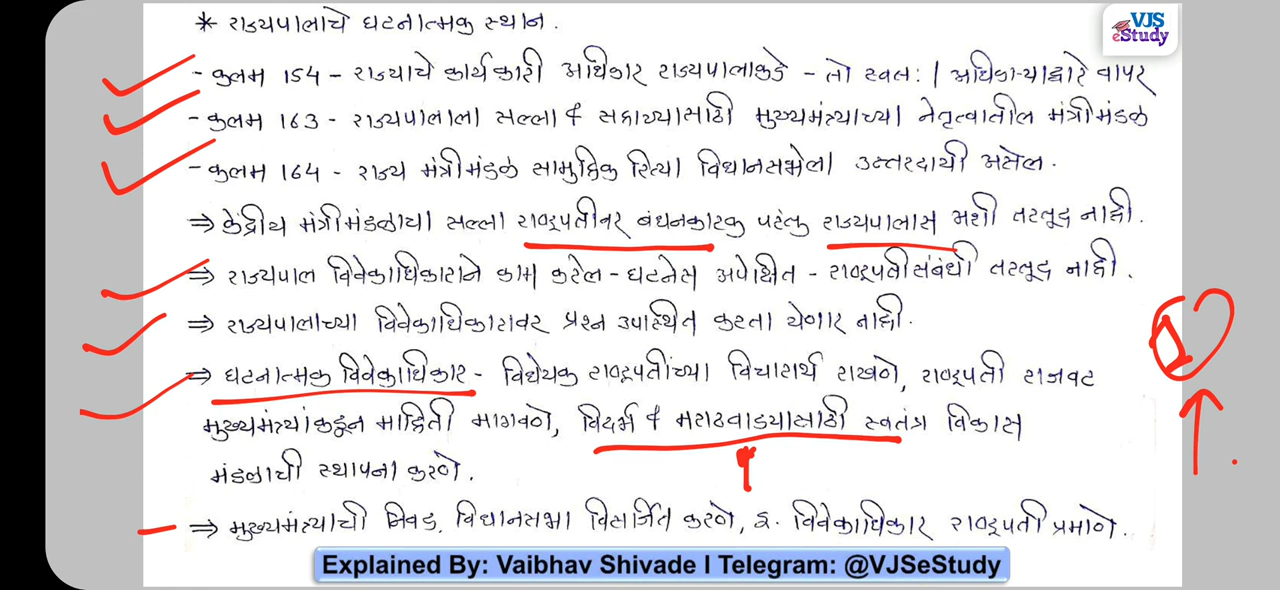 VJS
eStudy
* राज्यपालाचे घटनात्मक स्थान.
- कलम 154 - राज्याचे कार्यकारी अधिकार राज्यपालाकडे - तो स्वतः / अधिकाऱ्याद्वारे वापर
- कलम 163 - राज्यपालाला सल्ला व सहाय्यासाठी मुख्यमंत्र्याच्या नेतृत्वातील मंत्रीमंडळ
- कलम 164 - राज्य मंत्रीमंडळ सामुहिक रित्या विधानसभेला उत्तरदायी असेल.
⇒ केंद्रीय मंत्रीमंडळाचा सल्ला राष्ट्रपतीवर बंधनकारक परंतु राज्यपालास अशी तरतूद नाही.
⇒ राज्यपाल विवेकाधिकाराने काम करेल - घटनेस अपेक्षित - राष्ट्रपतीसंबंधी तरतूद नाही.
⇒ राज्यपालाच्या विवेकाधिकारावर प्रश्न उपस्थित करता येणार नाही.
⇒ घटनात्मक विवेकाधिकार - विधेयक राष्ट्रपतींच्या विचारार्थ राखणे, राष्ट्रपती राजवट
मुख्यमंत्र्यांकडून माहिती मागवणे, विदर्भ व मराठवाड्यासाठी स्वतंत्र विकास
मंडळाची स्थापना करणे.
⇒ मुख्यमंत्र्याची निवड, विधानसभा विसर्जित करणे, इ. विवेकाधिकार राष्ट्रपती प्रमाणे.
Explained By: Vaibhav Shivade I Telegram: @VJSeStudy